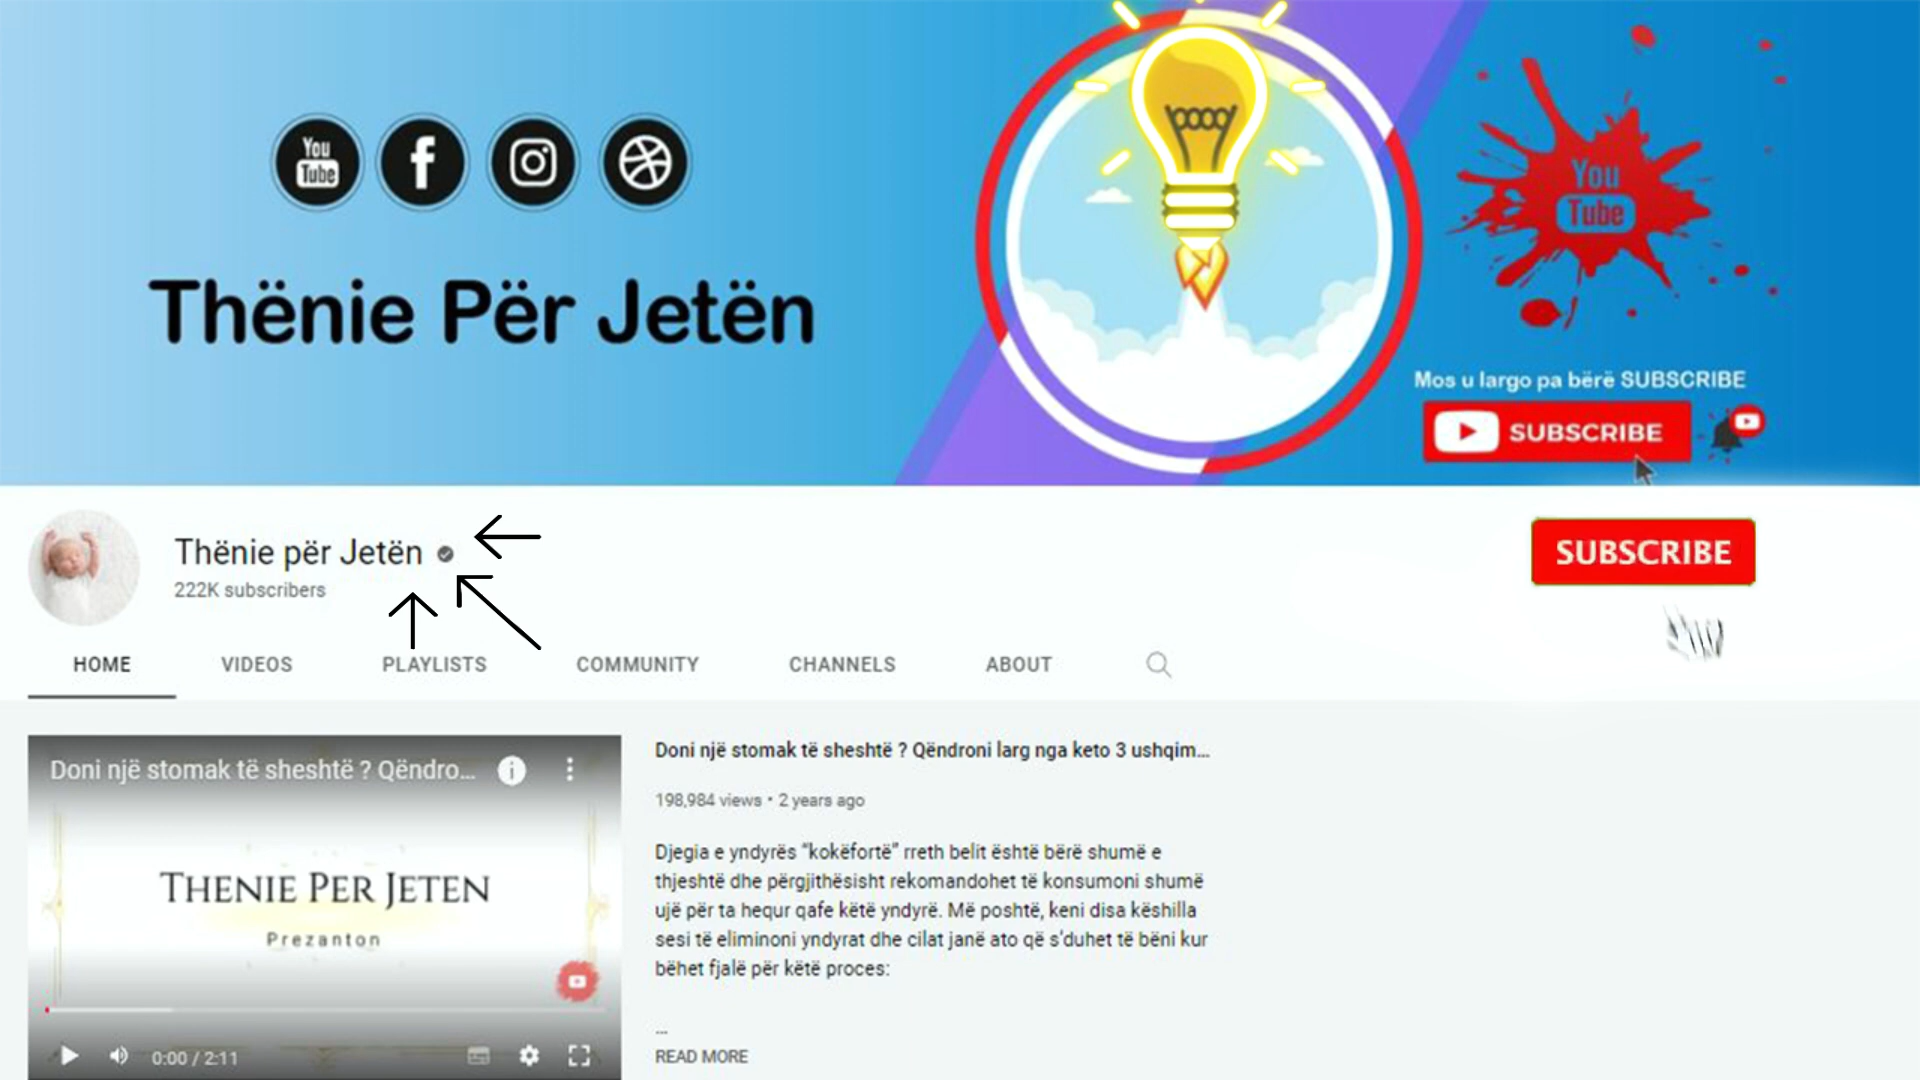 You
Tube
Thënie Për Jetën
You
Tube
Mos u largo pa bërë SUBSCRIBE
SUBSCRIBE
Thënie për Jetën
222K subscribers
SUBSCRIBE
HOME
VIDEOS
PLAYLISTS
COMMUNITY
CHANNELS
ABOUT
Doni një stomak të sheshtë ? Qëndro...
THENIE PER JETEN
Prezanton
0:00 / 2:11
Doni një stomak të sheshtë ? Qëndroni larg nga keto 3 ushqim...
198,984 views • 2 years ago
Djegia e yndyrës “kokëfortë” rreth belit është bërë shumë e
thjeshtë dhe përgjithësisht rekomandohet të konsumoni shumë
ujë për ta hequr qafe këtë yndyrë. Më poshtë, keni disa këshilla
sesi të eliminoni yndyrat dhe cilat janë ato që s'duhet të bëni kur
bëhet fjalë për këtë proces:
...
READ MORE